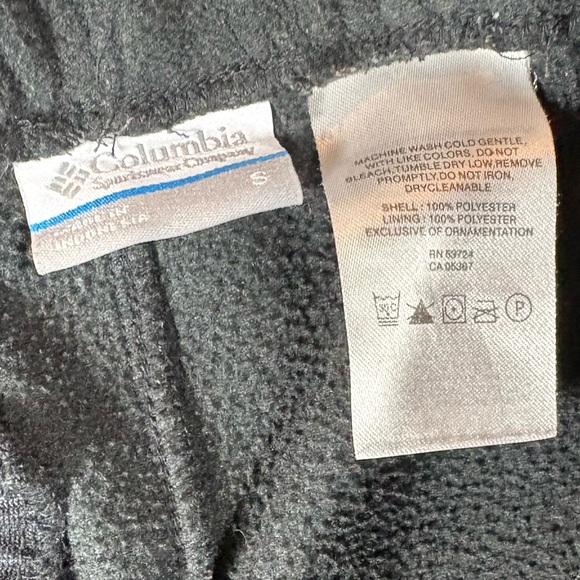 Columbia
Sportswear Company
S
MADE IN
INDONESIA
MACHINE WASH COLD GENTLE,
WITH LIKE COLORS, DO NOT
BLEACH, TUMBLE DRY LOW, REMOVE
PROMPTLY, DO NOT IRON,
DRYCLEANABLE
SHELL : 100% POLYESTER
LINING : 100% POLYESTER
EXCLUSIVE OF ORNAMENTATION
RN 69724
CA 05367
30°C
P